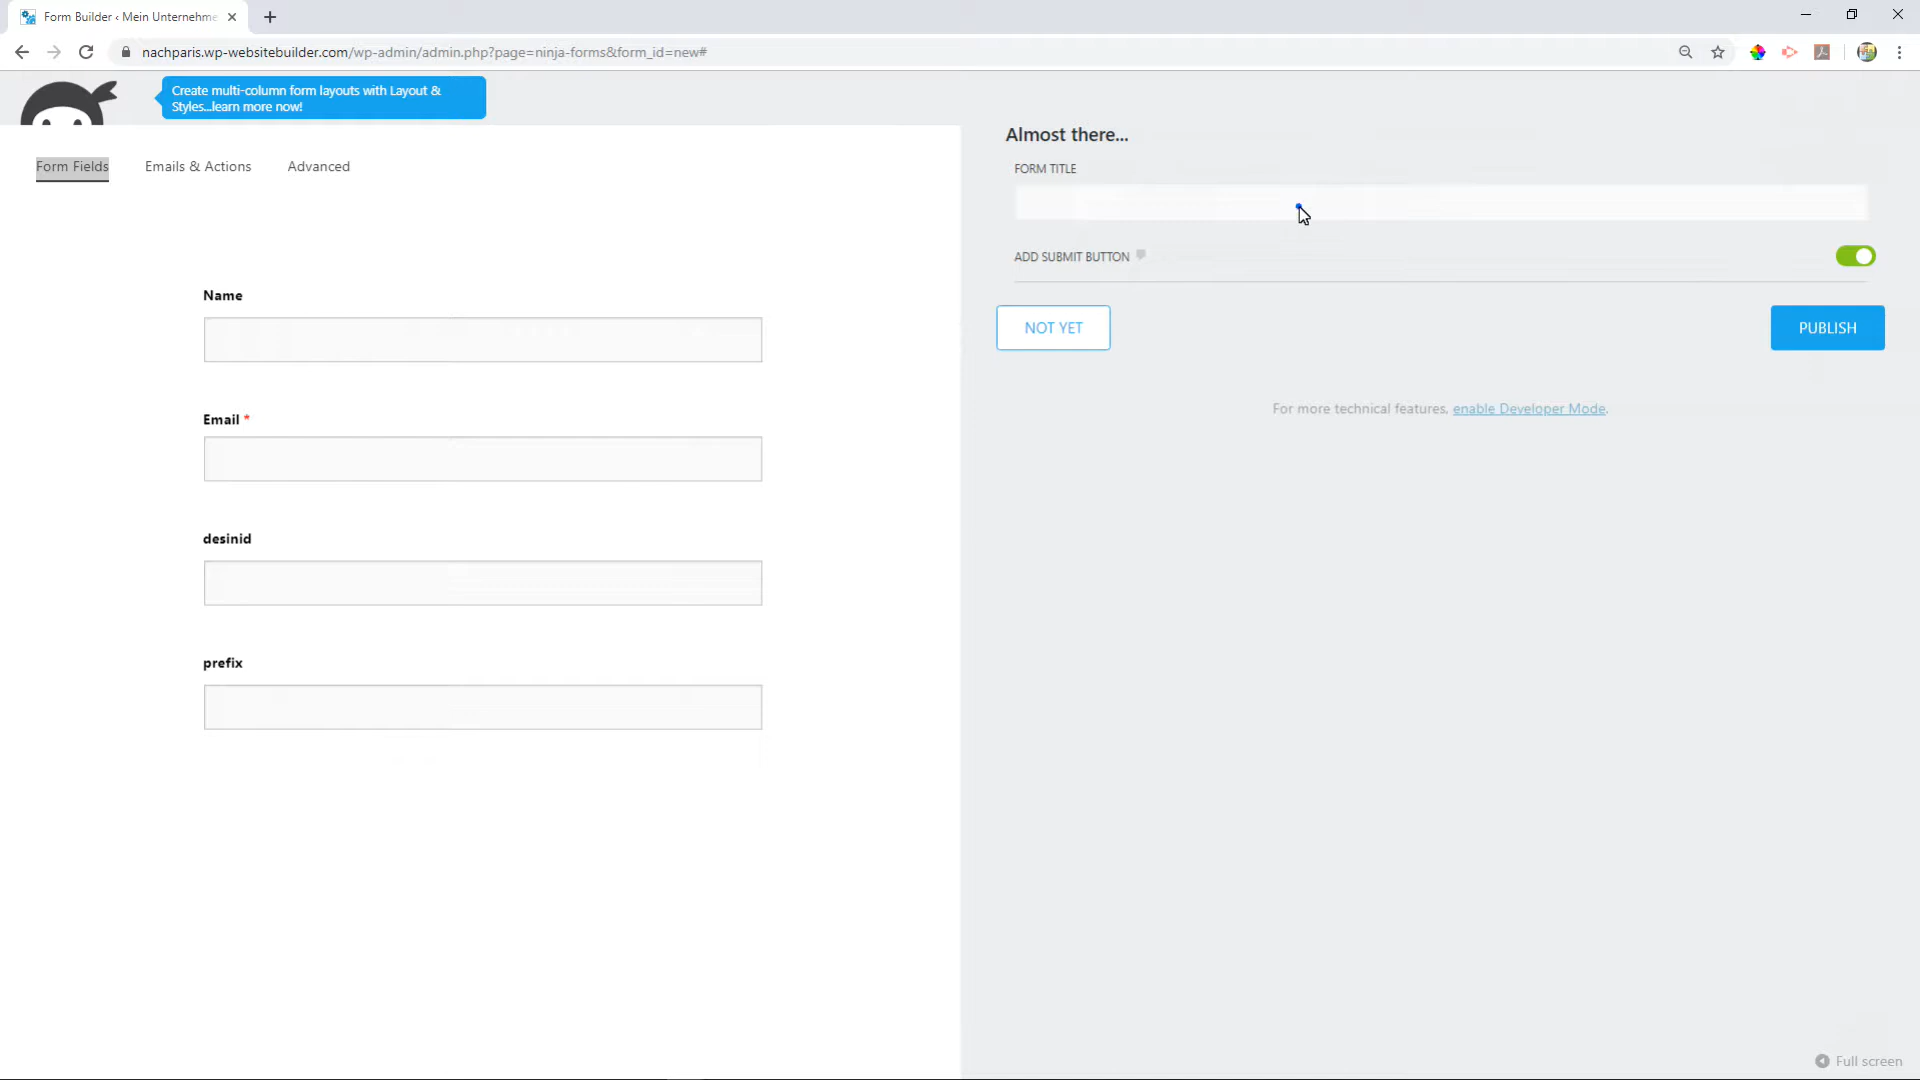 Form Builder ‹ Mein Unternehme
nachparis.wp-websitebuilder.com/wp-admin/admin.php?page=ninja-forms&form_id=new#
Create multi-column form layouts with Layout &
Styles...learn more now!
Form Fields
Emails & Actions
Advanced
Name
Email *
desinid
prefix
Almost there...
FORM TITLE
ADD SUBMIT BUTTON
NOT YET
PUBLISH
For more technical features, enable Developer Mode.
Full screen